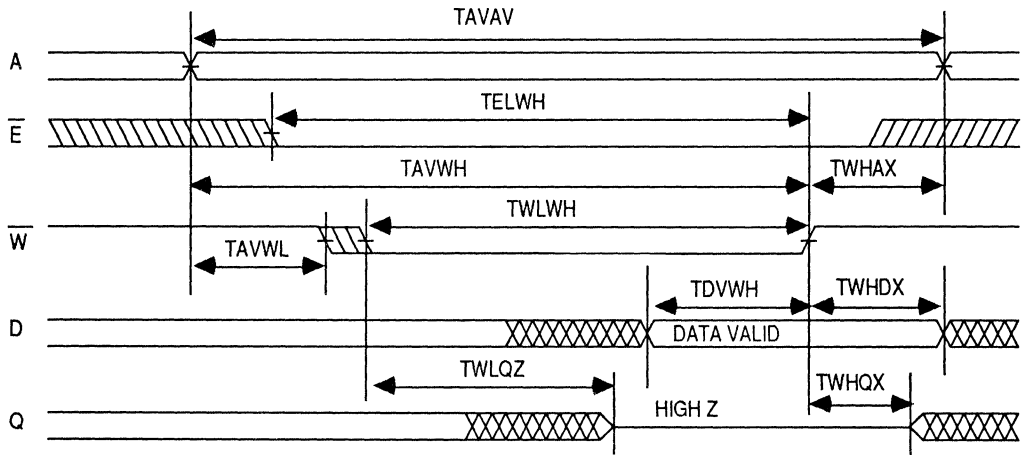 TAVAV
A
TELWH
E̅
TAVWH
TWHAX
TWLWH
W̅
TAVWL
TDVWH
TWHDX
D
DATA VALID
TWLQZ
TWHQX
Q
HIGH Z